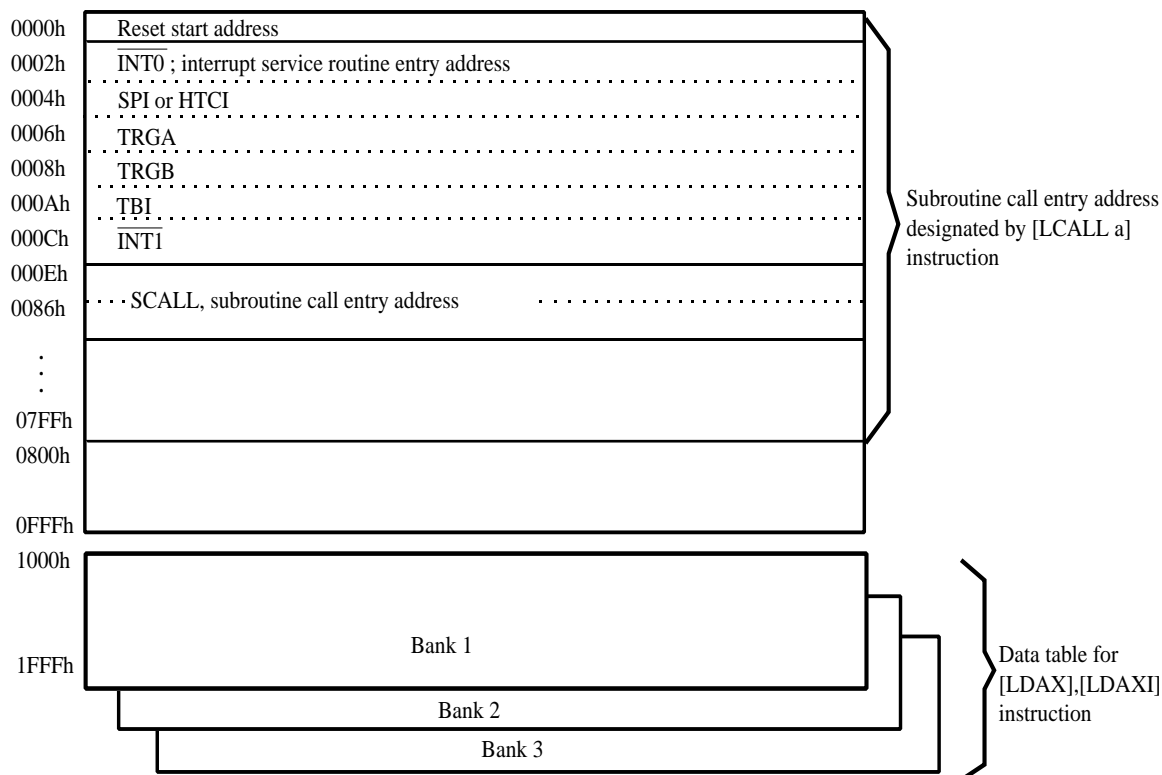 0000h Reset start address
0002h INT0 ; interrupt service routine entry address
0004h SPI or HTCI
0006h TRGA
0008h TRGB
000Ah TBI
000Ch INT1
000Eh
0086h SCALL, subroutine call entry address
07FFh
0800h
0FFFh
Subroutine call entry address
designated by [LCALL a]
instruction
1000h
1FFFh
Bank 1
Bank 2
Bank 3
Data table for
[LDAX],[LDAXI]
instruction